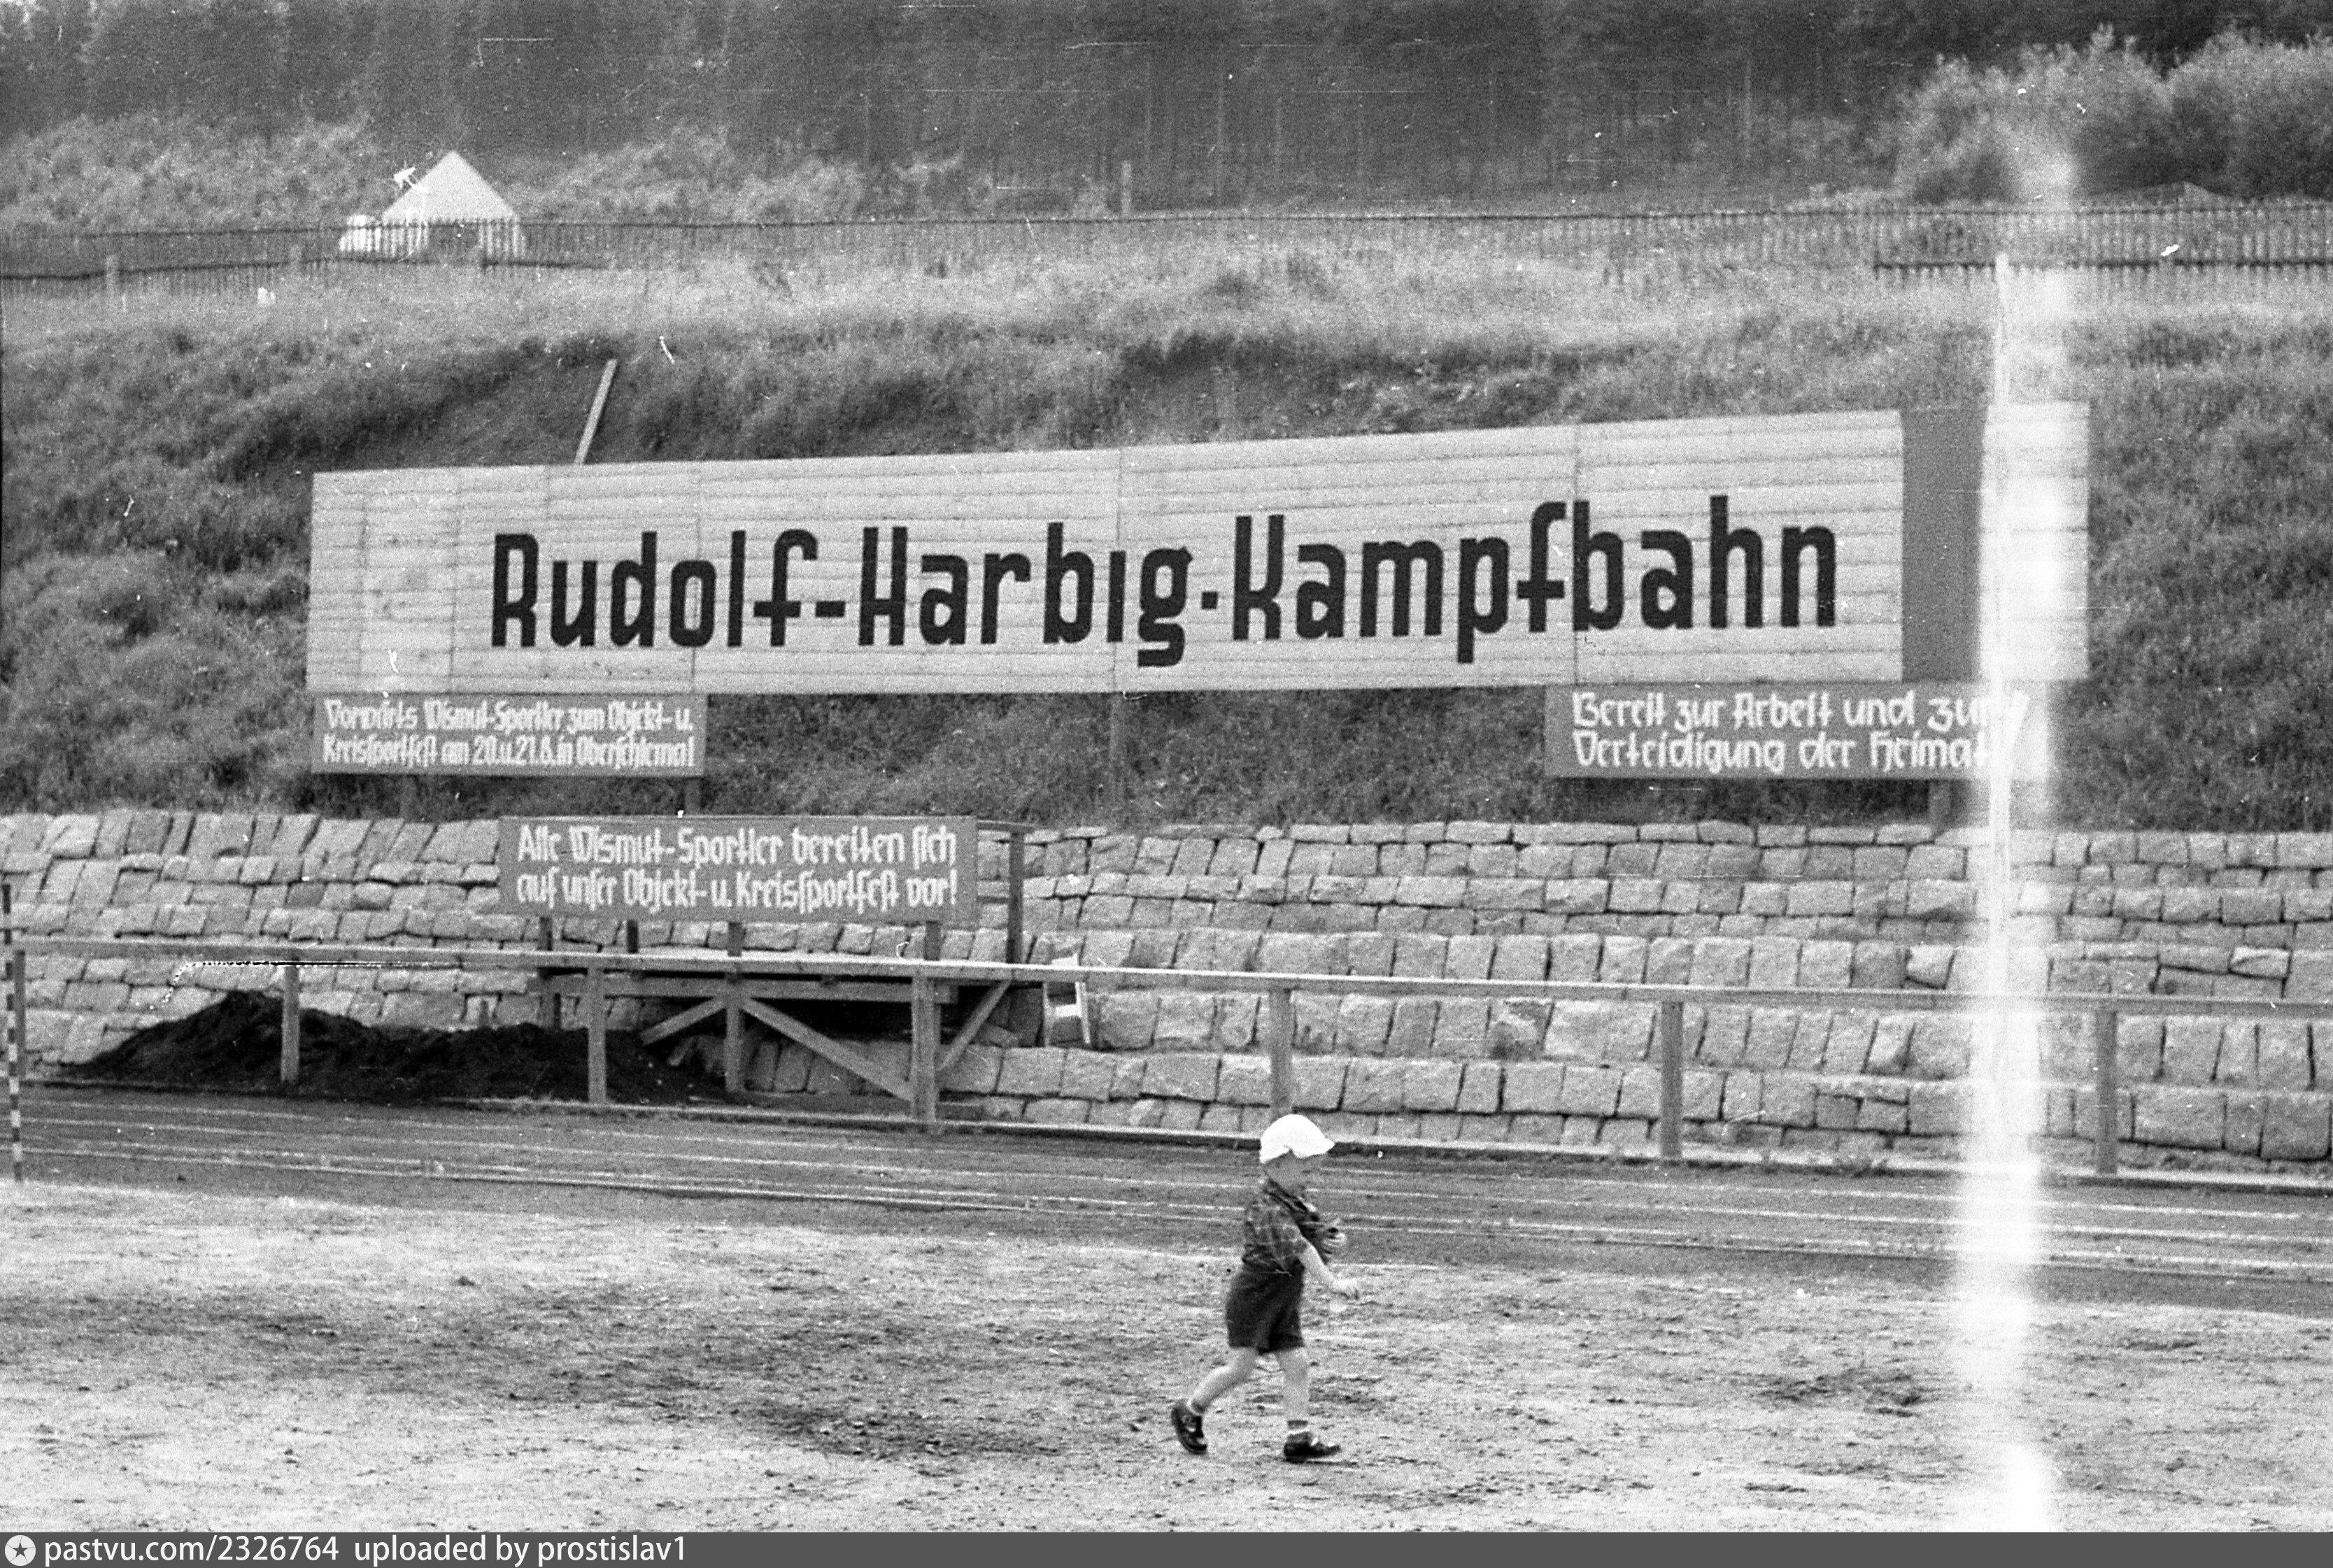 Rudolf-Harbig-Kampfbahn
Vorwärts Wismut-Sportler zum Objekt- u.
Kreissportfest am 20.u.21.6.in Oberschlema!
Bereit zur Arbeit und zur
Verteidigung der Heimat
Alle Wismut-Sportler bereiten sich
auf unser Objekt- u. Kreissportfest vor!
pastvu.com/2326764 uploaded by prostislav1